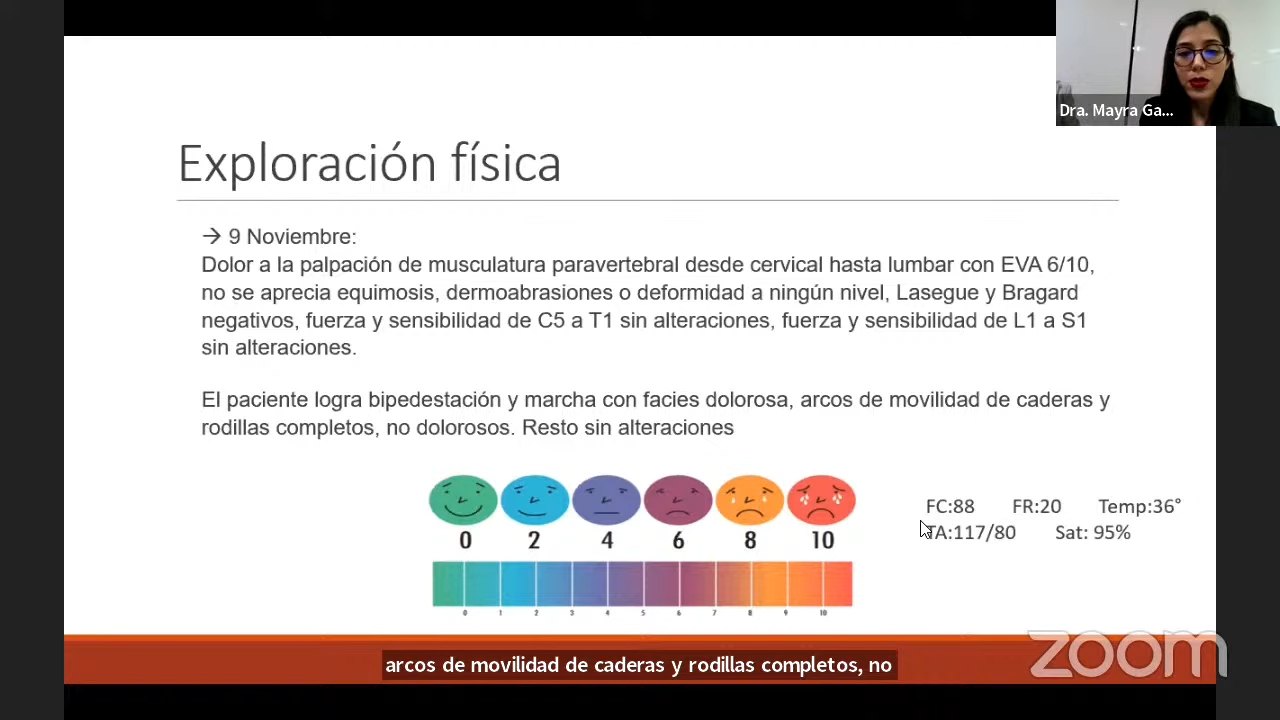 Dra. Mayra Ga...
Exploración física
→ 9 Noviembre:
Dolor a la palpación de musculatura paravertebral desde cervical hasta lumbar con EVA 6/10,
no se aprecia equimosis, dermoabrasiones o deformidad a ningún nivel, Lasegue y Bragard
negativos, fuerza y sensibilidad de C5 a T1 sin alteraciones, fuerza y sensibilidad de L1 a S1
sin alteraciones.
El paciente logra bipedestación y marcha con facies dolorosa, arcos de movilidad de caderas y
rodillas completos, no dolorosos. Resto sin alteraciones
0 2 4 6 8 10
0 1 2 3 4 5 6 7 8 9 10
FC:88 FR:20 Temp:36°
TA:117/80 Sat: 95%
arcos de movilidad de caderas y rodillas completos, no
zoom